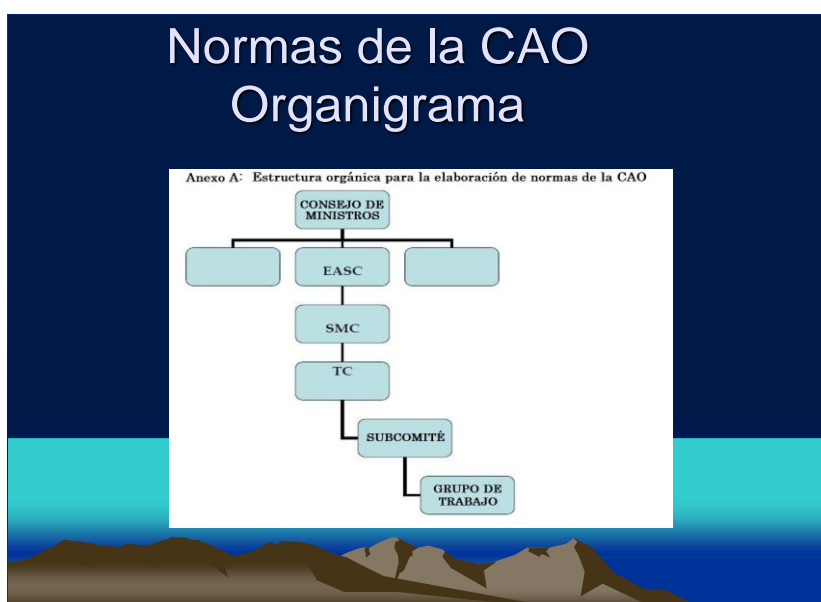 Normas de la CAO
Organigrama
Anexo A: Estructura orgánica para la elaboración de normas de la CAO
CONSEJO DE
MINISTROS
EASC
SMC
TC
SUBCOMITÉ
GRUPO DE
TRABAJO